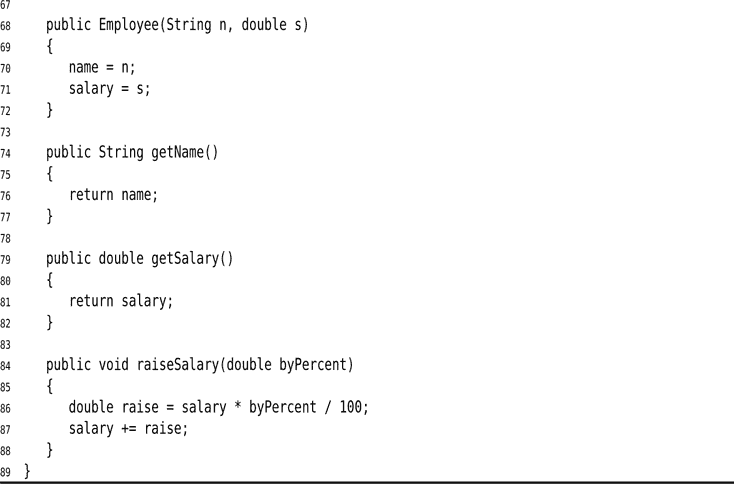 67
68 public Employee(String n, double s)
69 {
70 name = n;
71 salary = s;
72 }
73
74 public String getName()
75 {
76 return name;
77 }
78
79 public double getSalary()
80 {
81 return salary;
82 }
83
84 public void raiseSalary(double byPercent)
85 {
86 double raise = salary * byPercent / 100;
87 salary += raise;
88 }
89 }